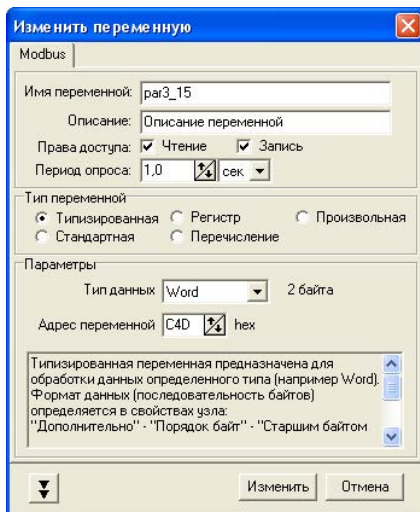 Изменить переменную
Modbus
Имя переменной: par3_15
Описание: Описание переменной
Права доступа: Чтение Запись
Период опроса: 1,0 сек
Тип переменной
Типизированная Регистр Произвольная
Стандартная Перечисление
Параметры
Тип данных Word 2 байта
Адрес переменной C4D hex
Типизированная переменная предназначена для
обработки данных определенного типа (например Word).
Формат данных (последовательность байтов)
определяется в свойствах узла:
"Дополнительно" - "Порядок байт" - "Старшим байтом
Изменить Отмена